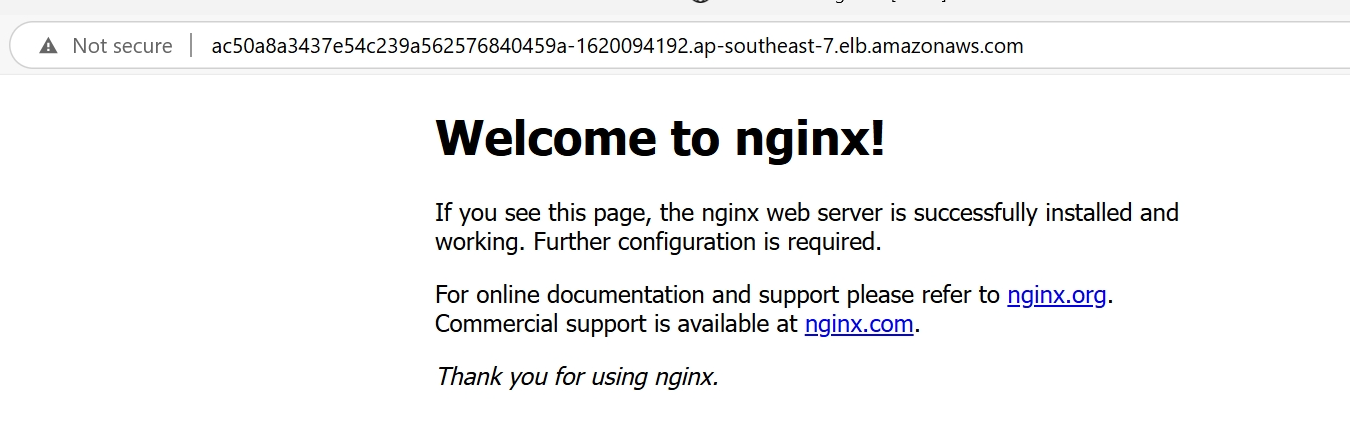 Not secure
ac50a8a3437e54c239a562576840459a-1620094192.ap-southeast-7.elb.amazonaws.com
Welcome to nginx!
If you see this page, the nginx web server is successfully installed and
working. Further configuration is required.
For online documentation and support please refer to nginx.org.
Commercial support is available at nginx.com.
Thank you for using nginx.